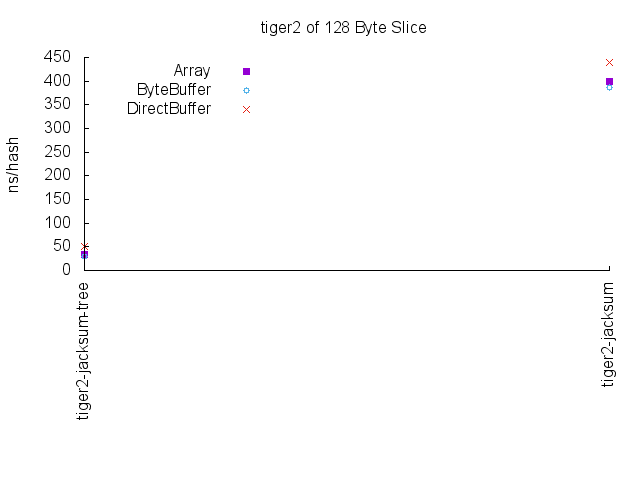 tiger2 of 128 Byte Slice
450
400
350
300
250
200
150
100
50
0
ns/hash
Array
ByteBuffer
DirectBuffer
tiger2-jacksum-tree
tiger2-jacksum